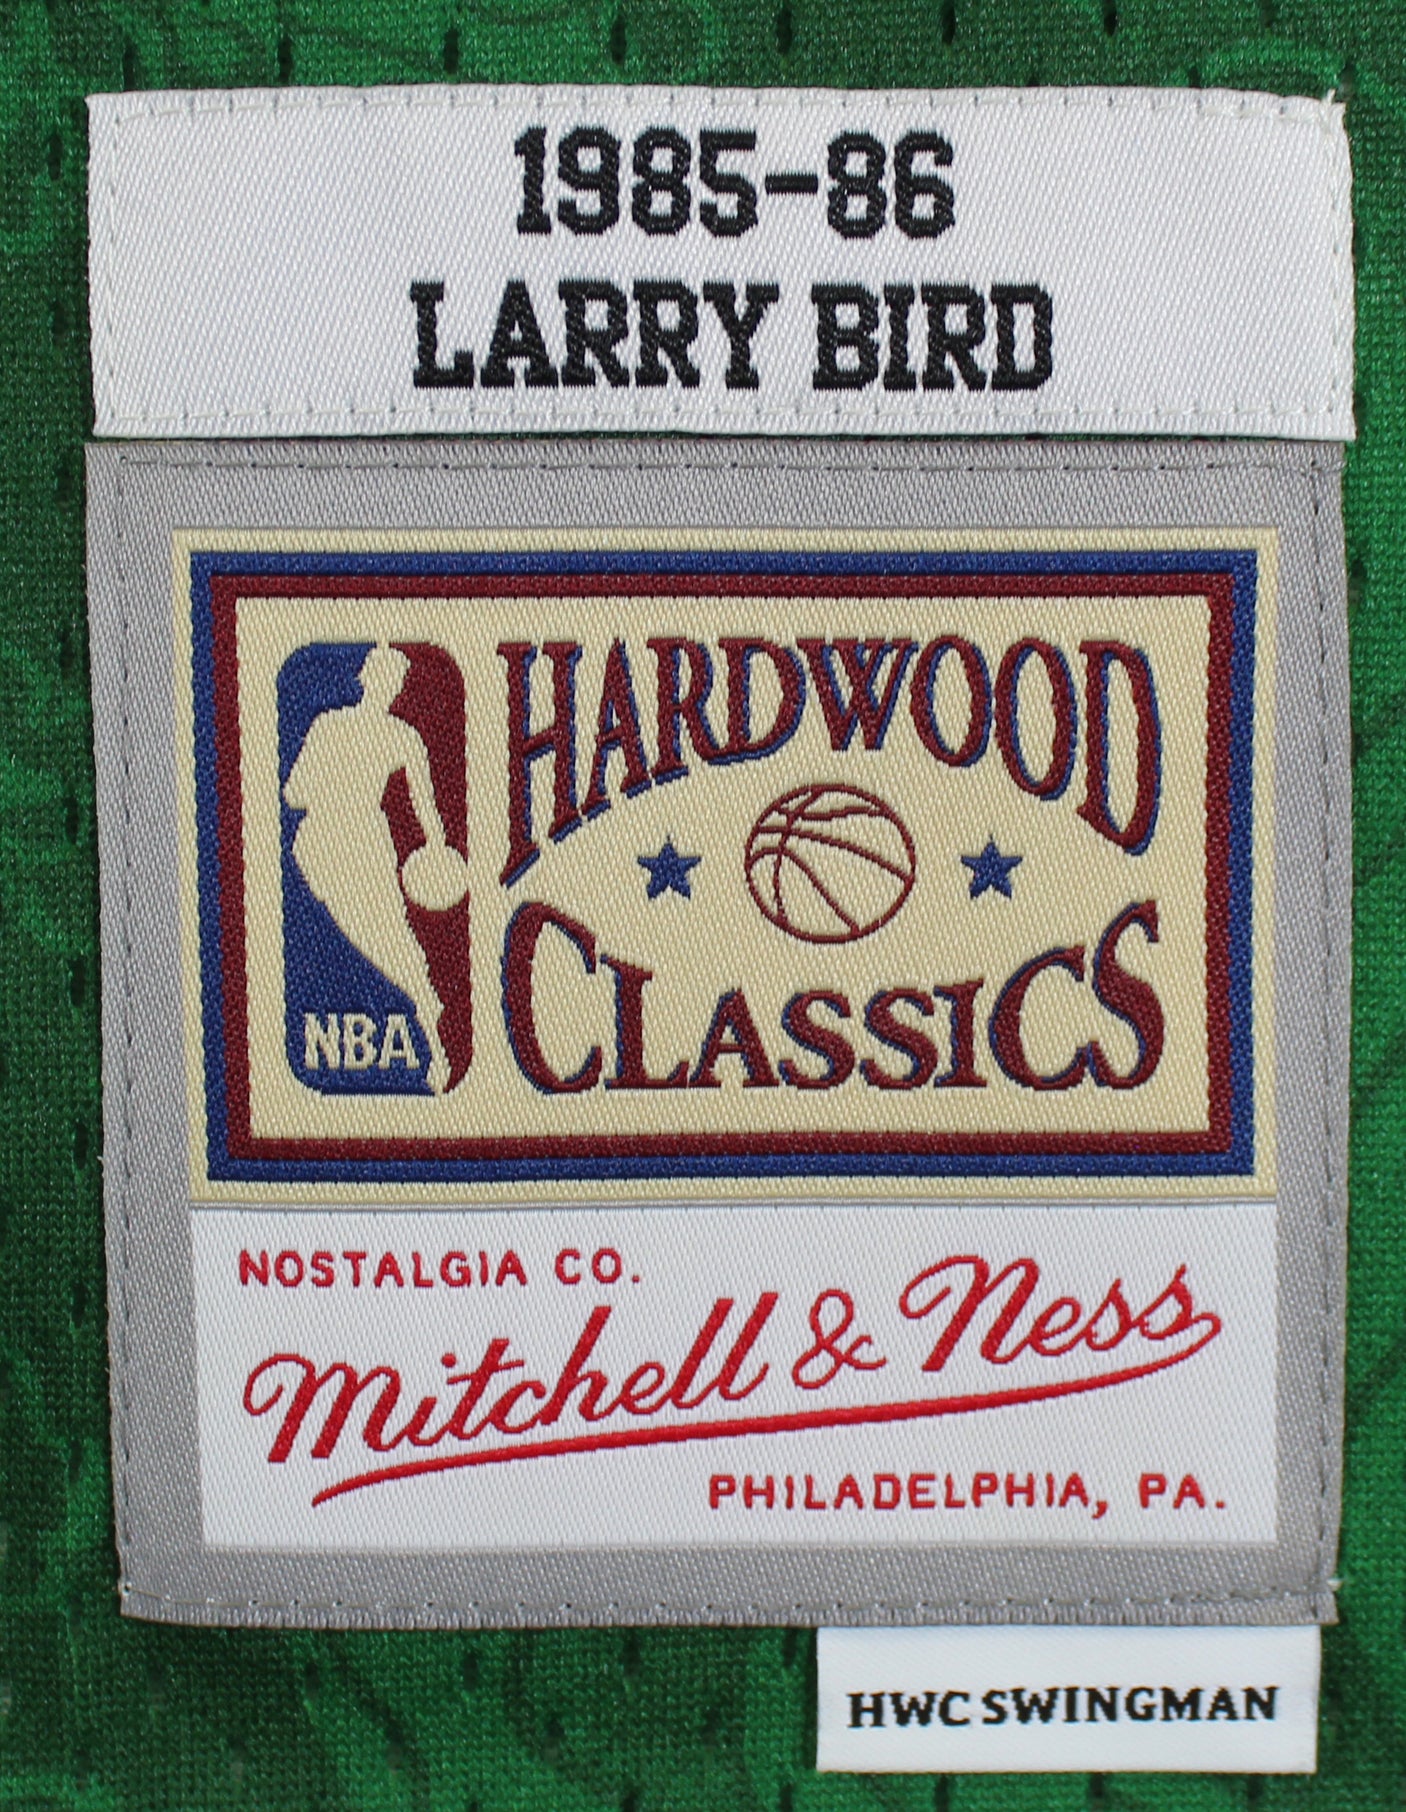 1985-86
LARRY BIRD
HARDWOOD
CLASSICS
NBA
NOSTALGIA CO.
Mitchell & Ness
PHILADELPHIA, PA.
HWC SWINGMAN